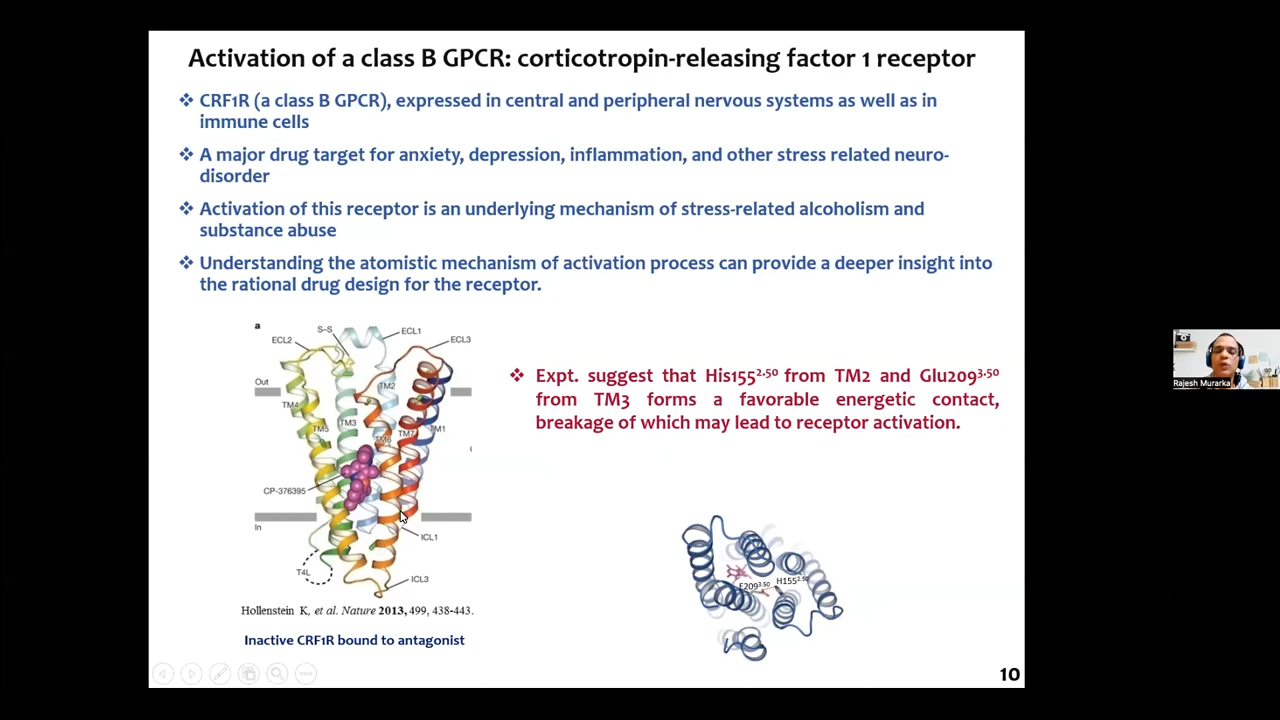 Activation of a class B GPCR: corticotropin-releasing factor 1 receptor
❖ CRF1R (a class B GPCR), expressed in central and peripheral nervous systems as well as in
immune cells
❖ A major drug target for anxiety, depression, inflammation, and other stress related neuro-
disorder
❖ Activation of this receptor is an underlying mechanism of stress-related alcoholism and
substance abuse
❖ Understanding the atomistic mechanism of activation process can provide a deeper insight into
the rational drug design for the receptor.
a
S–S
ECL1
ECL2
ECL3
Out
TM2
TM4
TM3
TM5
TM6
TM7
TM1
CP-376395
In
ICL1
T4L
ICL3
Hollenstein K, et al. Nature 2013, 499, 438-443.
Inactive CRF1R bound to antagonist
❖ Expt. suggest that His155²·⁵⁰ from TM2 and Glu209³·⁵⁰
from TM3 forms a favorable energetic contact,
breakage of which may lead to receptor activation.
E209³·⁵⁰
H155²·⁵⁰
10
Rajesh Murarka